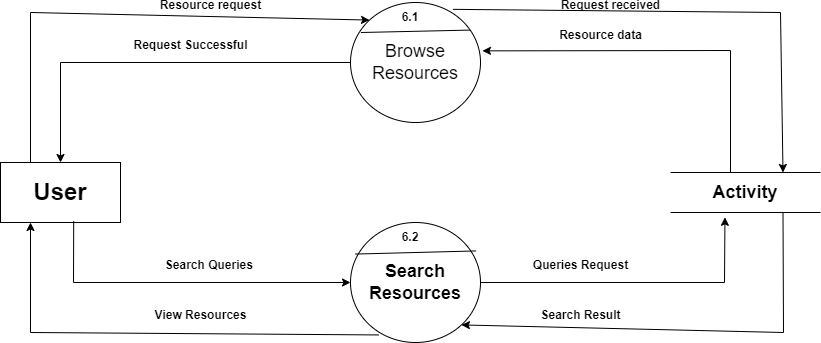 Resource request
6.1
Request received
Request Successful
Browse
Resources
Resource data
User
Activity
6.2
Search Queries
Search
Resources
Queries Request
View Resources
Search Result